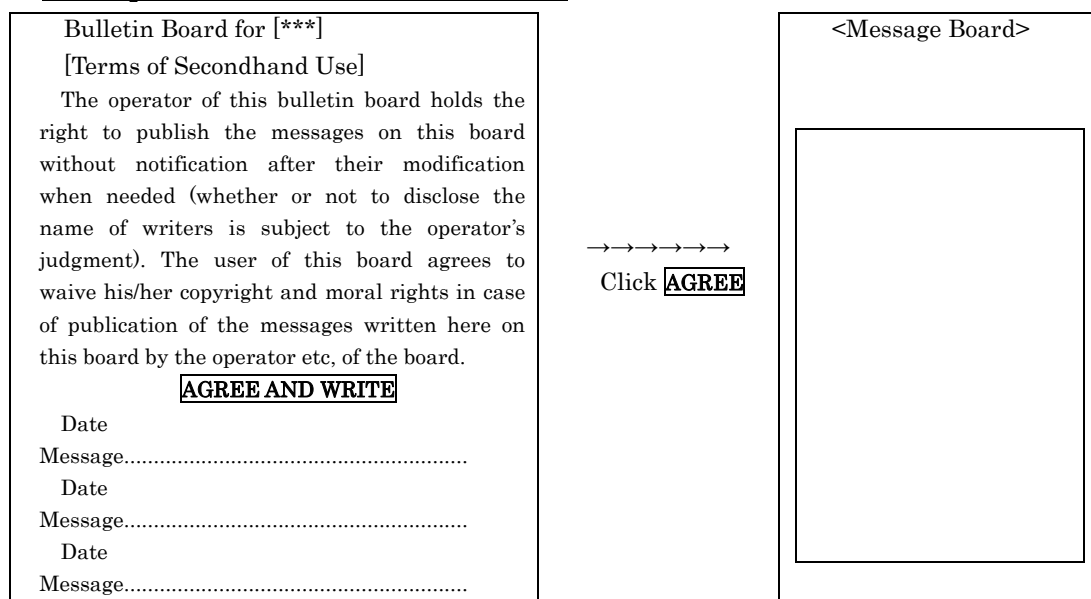 Bulletin Board for [***]
[Terms of Secondhand Use]
The operator of this bulletin board holds the
right to publish the messages on this board
without notification after their modification
when needed (whether or not to disclose the
name of writers is subject to the operator's
judgment). The user of this board agrees to
waive his/her copyright and moral rights in case
of publication of the messages written here on
this board by the operator etc, of the board.
AGREE AND WRITE
Date
Message..........................................................
Date
Message..........................................................
Date
Message..........................................................
→→→→→→
Click AGREE
<Message Board>